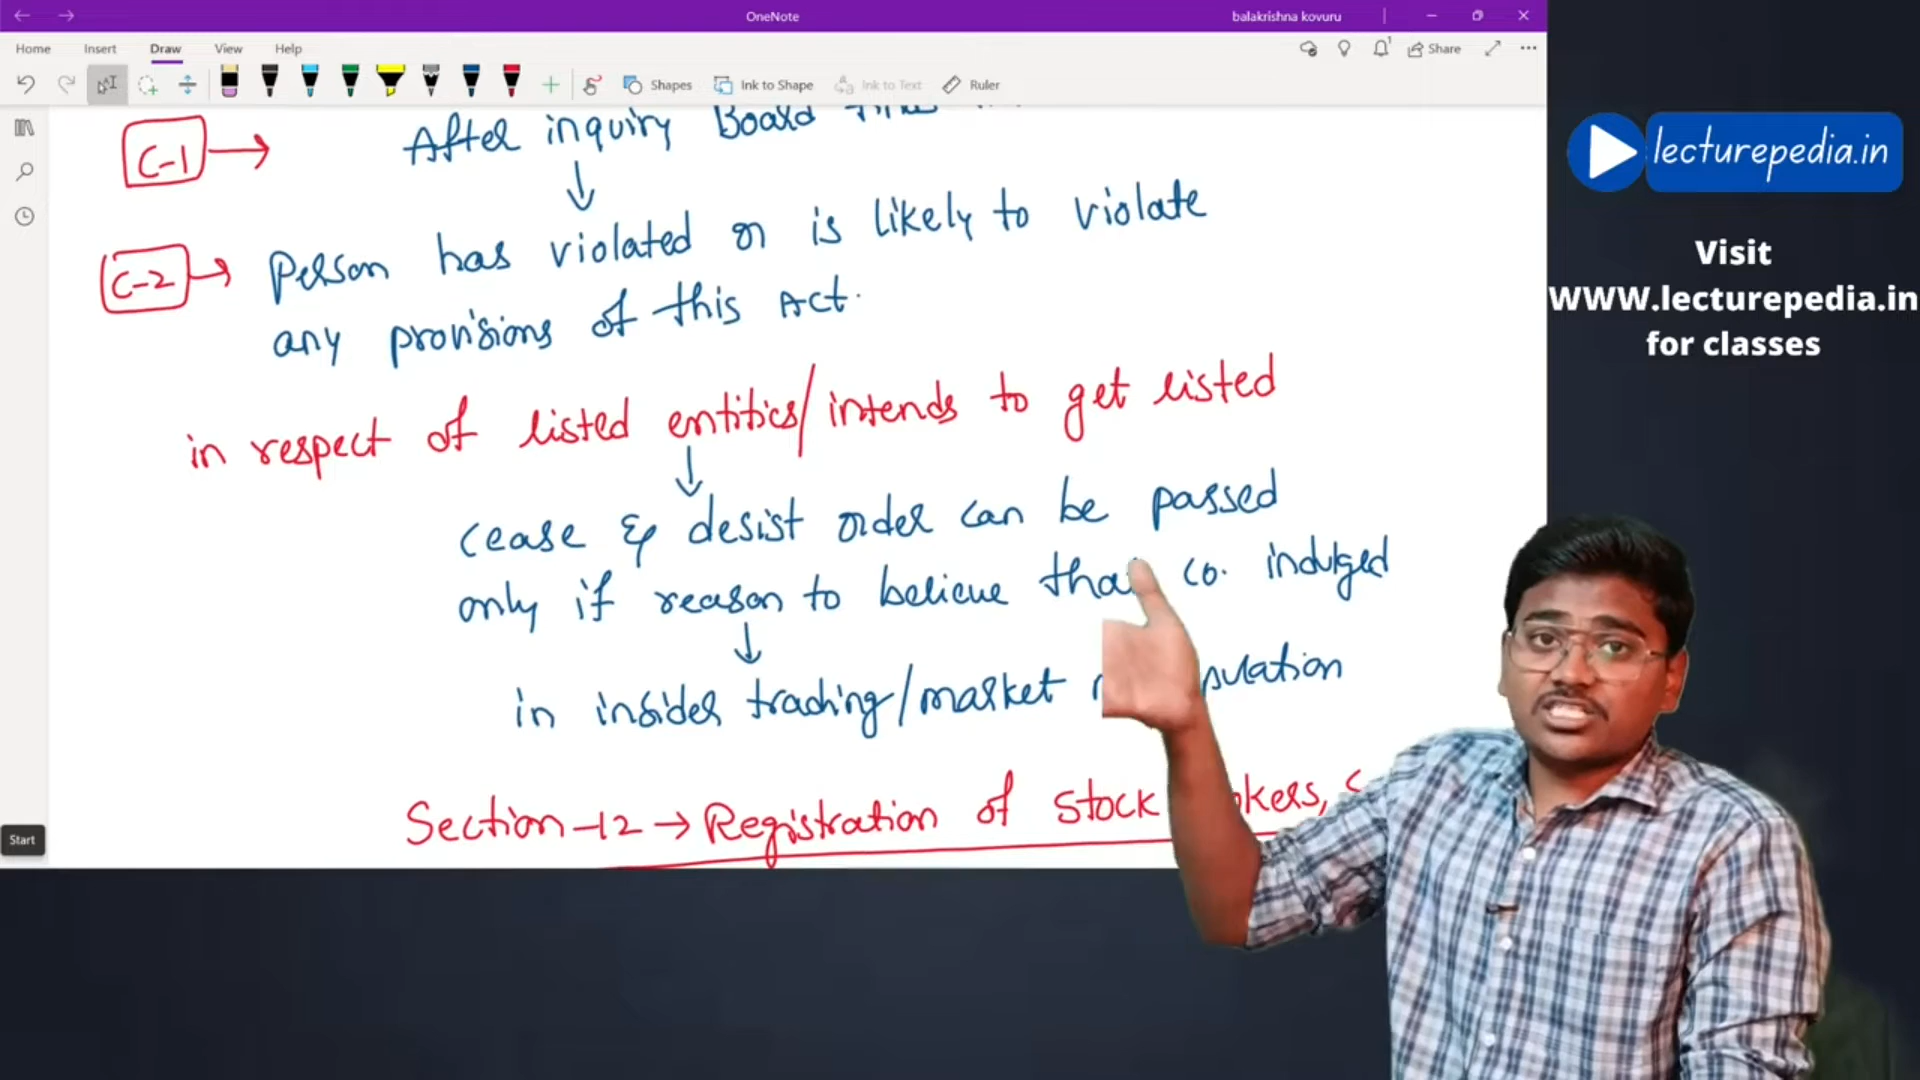 OneNote
balakrishna kovuru
Home Insert Draw View Help
1
Share
Shapes
Ink to Shape
Ink to Text
Ruler
C-1
After inquiry Board
C-2
Person has violated or is likely to violate
any provisions of this Act.
in respect of listed entities/intends to get listed
cease & desist order can be passed
only if reason to believe that co. indulged
in insider trading/market
Section-12 → Registration of Stock
Start
lecturepedia.in
Visit
WWW.lecturepedia.in
for classes